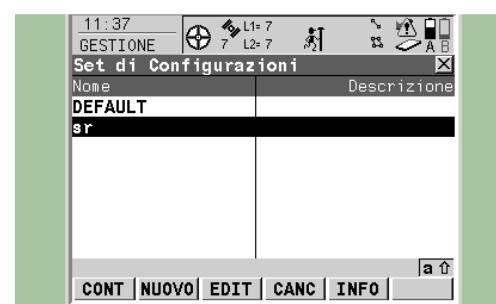 11:37
GESTIONE
L1= 7
7 L2= 7
A B
Set di Configurazioni
Nome Descrizione
DEFAULT
sr
a
CONT NUOVO EDIT CANC INFO